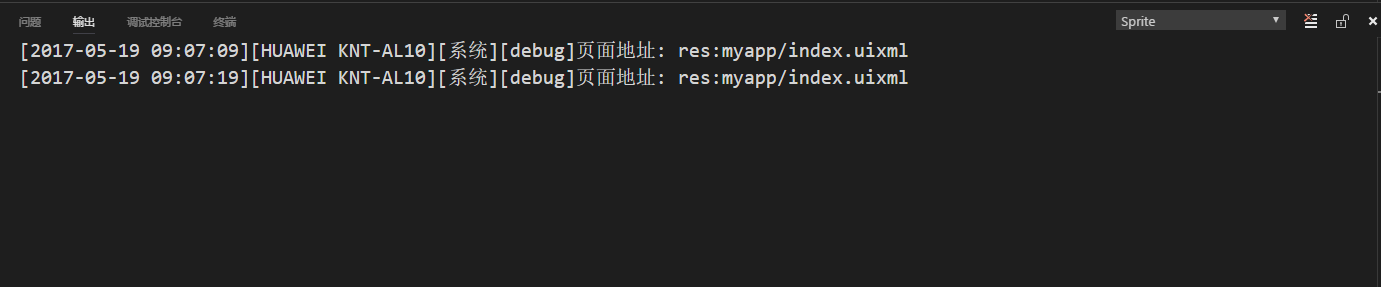 问题 输出 调试控制台 终端 Sprite
[2017-05-19 09:07:09][HUAWEI KNT-AL10][系统][debug]页面地址: res:myapp/index.uixml
[2017-05-19 09:07:19][HUAWEI KNT-AL10][系统][debug]页面地址: res:myapp/index.uixml